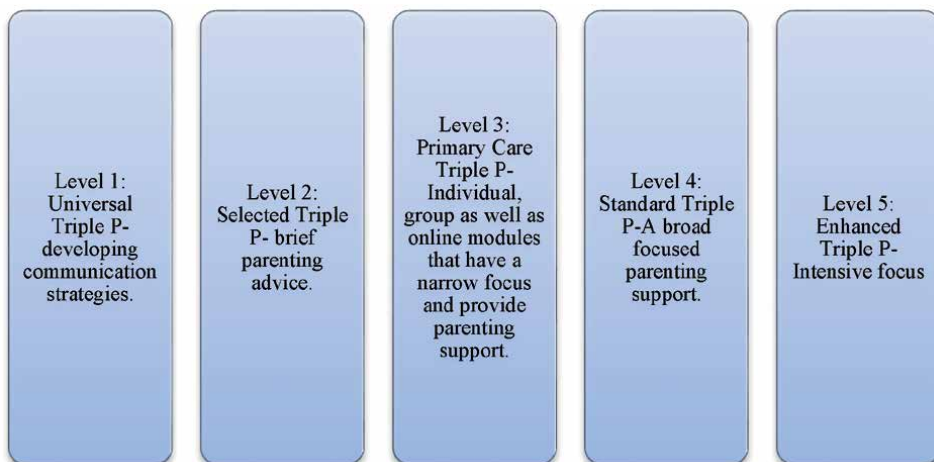 Level 1:
Universal
Triple P-
developing
communication
strategies.
Level 2:
Selected Triple
P- brief
parenting
advice.
Level 3:
Primary Care
Triple P-
Individual,
group as well as
online modules
that have a
narrow focus
and provide
parenting
support.
Level 4:
Standard Triple
P-A broad
focused
parenting
support.
Level 5:
Enhanced
Triple P-
Intensive focus